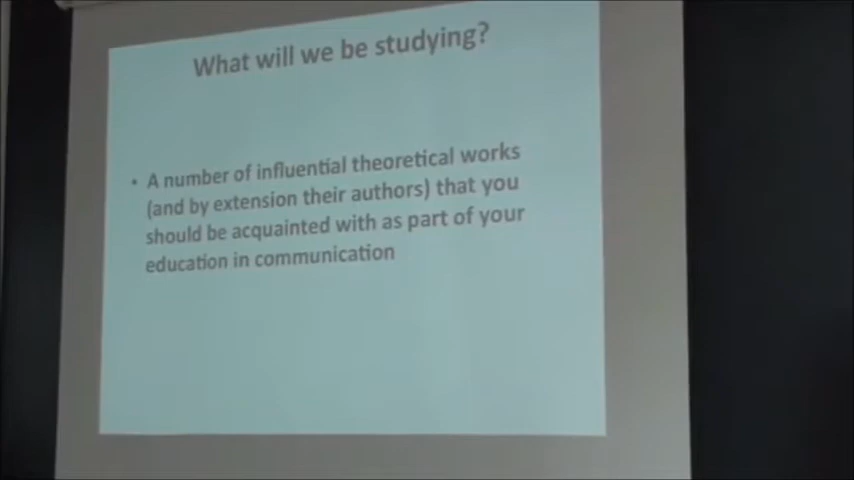 What will we be studying?
• A number of influential theoretical works
(and by extension their authors) that you
should be acquainted with as part of your
education in communication